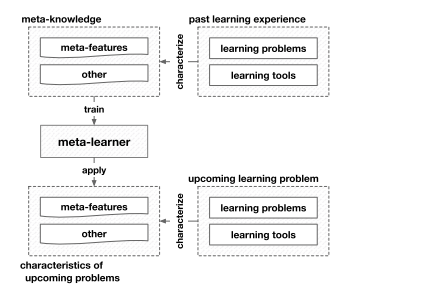 meta-knowledge
past learning experience
meta-features
other
characterize
learning problems
learning tools
train
meta-learner
apply
upcoming learning problem
meta-features
other
characterize
learning problems
learning tools
characteristics of
upcoming problems